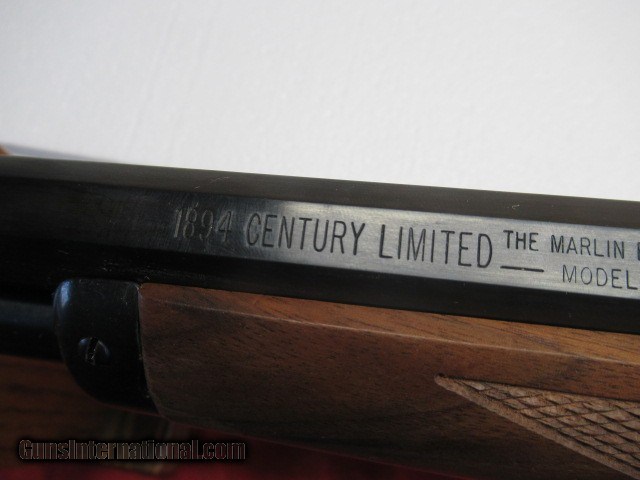 1894 CENTURY LIMITED
THE MARLIN
MODEL
GunsInternational.com